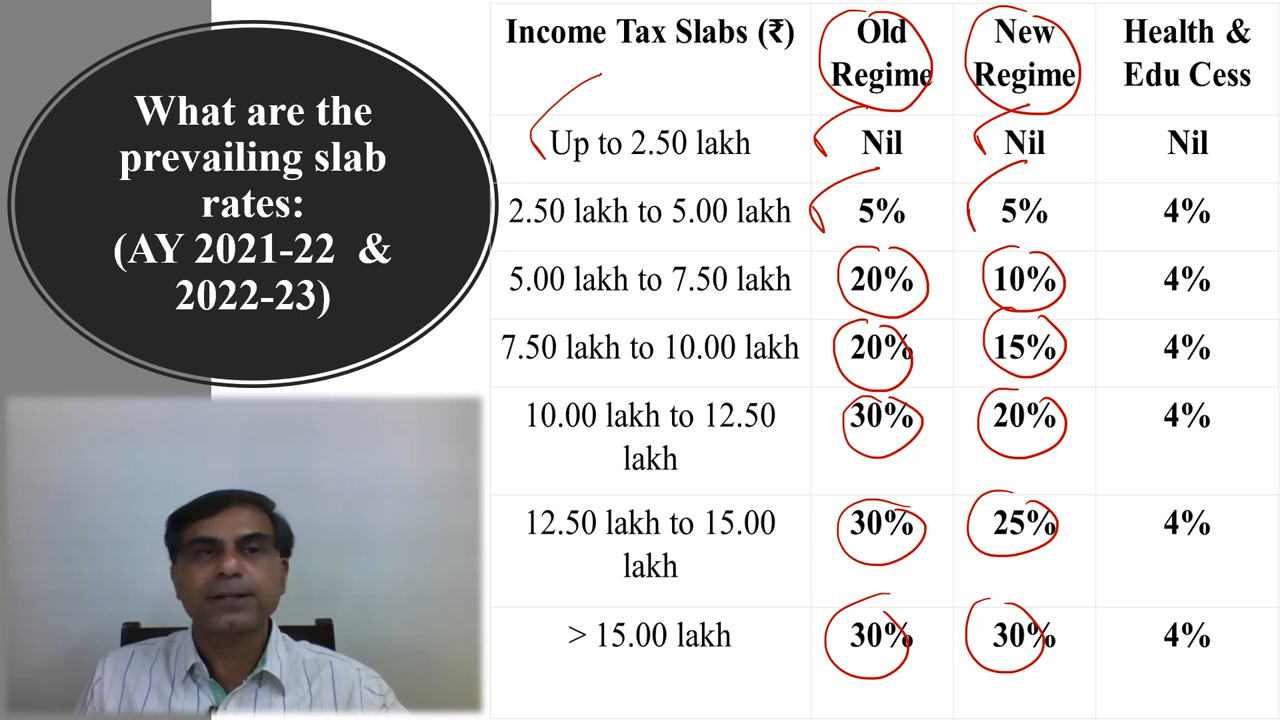 What are the
prevailing slab
rates:
(AY 2021-22 &
2022-23)
Income Tax Slabs (₹) Old Regime New Regime Health & Edu Cess
Up to 2.50 lakh Nil Nil Nil
2.50 lakh to 5.00 lakh 5% 5% 4%
5.00 lakh to 7.50 lakh 20% 10% 4%
7.50 lakh to 10.00 lakh 20% 15% 4%
10.00 lakh to 12.50 lakh 30% 20% 4%
12.50 lakh to 15.00 lakh 30% 25% 4%
> 15.00 lakh 30% 30% 4%